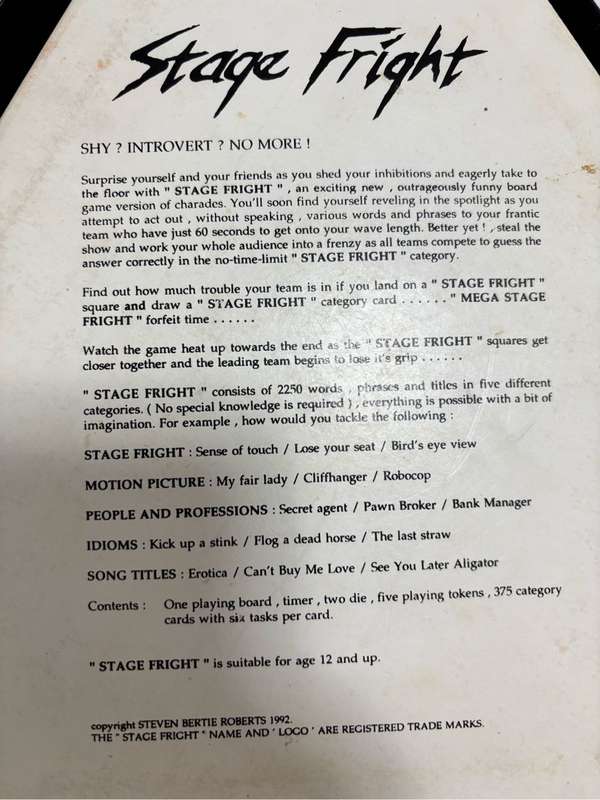 Stage Fright
SHY ? INTROVERT ? NO MORE !
Surprise yourself and your friends as you shed your inhibitions and eagerly take to
the floor with " STAGE FRIGHT " , an exciting new , outrageously funny board
game version of charades. You'll soon find yourself reveling in the spotlight as you
attempt to act out , without speaking , various words and phrases to your frantic
team who have just 60 seconds to get onto your wave length. Better yet ! , steal the
show and work your whole audience into a frenzy as all teams compete to guess the
answer correctly in the no-time-limit " STAGE FRIGHT " category.
Find out how much trouble your team is in if you land on a " STAGE FRIGHT "
square and draw a " STAGE FRIGHT " category card . . . . . . " MEGA STAGE
FRIGHT " forfeit time . . . . . .
Watch the game heat up towards the end as the " STAGE FRIGHT " squares get
closer together and the leading team begins to lose it's grip . . . . . .
" STAGE FRIGHT " consists of 2250 words , phrases and titles in five different
categories. ( No special knowledge is required ) , everything is possible with a bit of
imagination. For example , how would you tackle the following :
STAGE FRIGHT : Sense of touch / Lose your seat / Bird's eye view
MOTION PICTURE : My fair lady / Cliffhanger / Robocop
PEOPLE AND PROFESSIONS : Secret agent / Pawn Broker / Bank Manager
IDIOMS : Kick up a stink / Flog a dead horse / The last straw
SONG TITLES : Erotica / Can't Buy Me Love / See You Later Aligator
Contents : One playing board , timer , two die , five playing tokens , 375 category
cards with six tasks per card.
" STAGE FRIGHT " is suitable for age 12 and up.
copyright STEVEN BERTIE ROBERTS 1992.
THE " STAGE FRIGHT " NAME AND ' LOGO ' ARE REGISTERED TRADE MARKS.